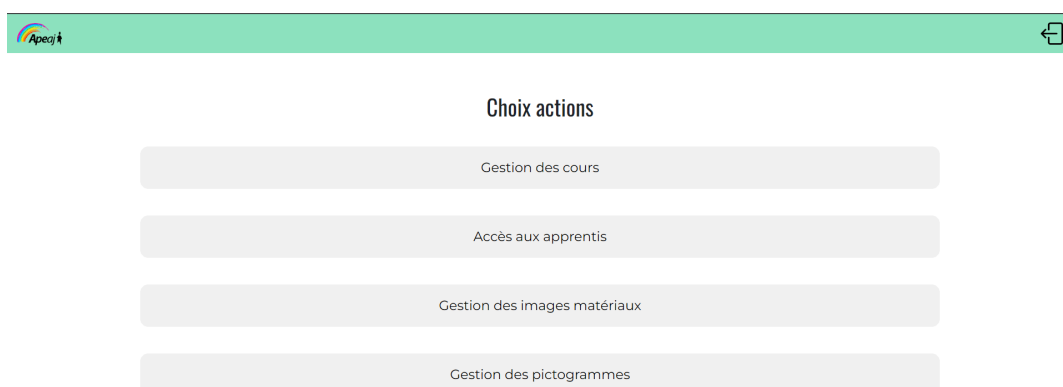 Apeaj
Choix actions
Gestion des cours
Accès aux apprentis
Gestion des images matériaux
Gestion des pictogrammes